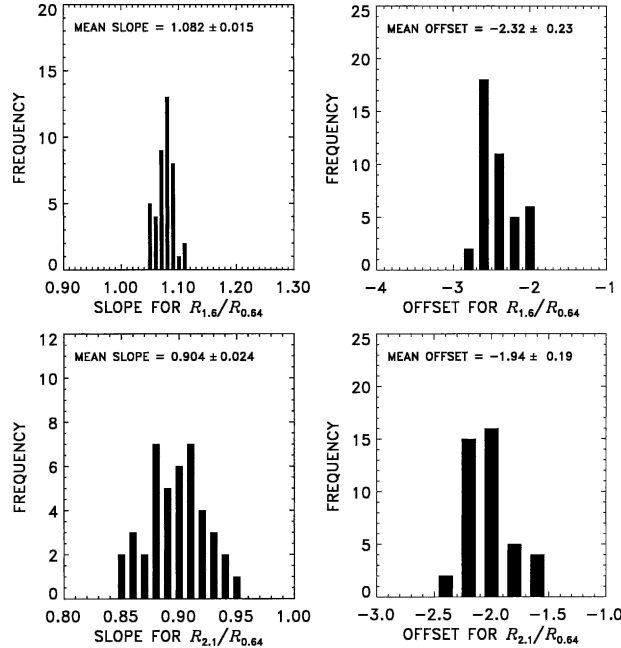 MEAN SLOPE = 1.082 ± 0.015
20
15
10
5
0
FREQUENCY
0.90 1.00 1.10 1.20 1.30
SLOPE FOR R1.6/R0.64
MEAN OFFSET = −2.32 ± 0.23
25
20
15
10
5
0
FREQUENCY
−4 −3 −2 −1
OFFSET FOR R1.6/R0.64
MEAN SLOPE = 0.904 ± 0.024
12
10
8
6
4
2
0
FREQUENCY
0.80 0.85 0.90 0.95 1.00
SLOPE FOR R2.1/R0.64
MEAN OFFSET = −1.94 ± 0.19
25
20
15
10
5
0
FREQUENCY
−3.0 −2.5 −2.0 −1.5 −1.0
OFFSET FOR R2.1/R0.64